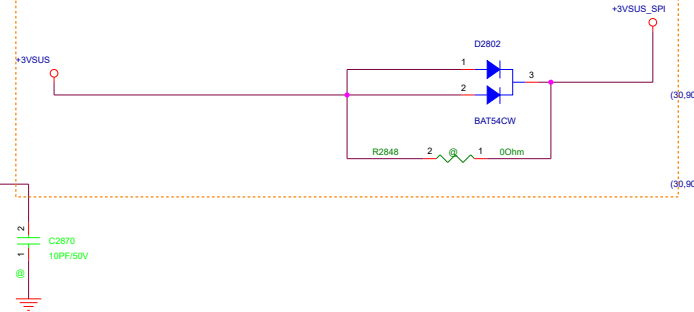 +3VSUS_SPI
D2802
+3VSUS
1
3
2
(30,90
BAT54CW
R2848
2
@
1
0Ohm
(30,90
2
C2870
1
10PF/50V
@